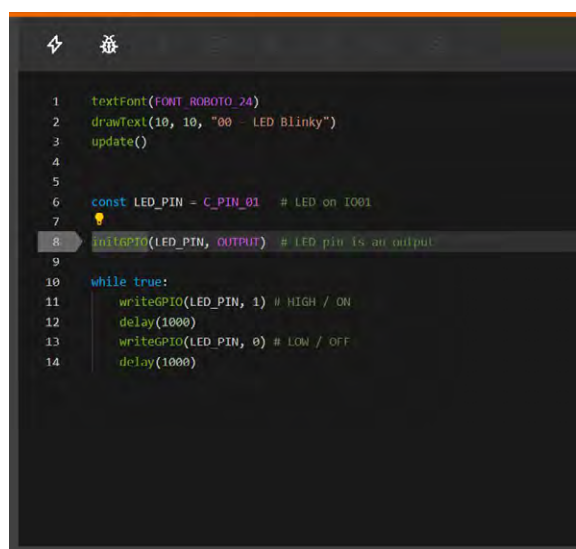 1 textFont(FONT_ROBOTO_24)
2 drawText(10, 10, "00 - LED Blinky")
3 update()
4
5
6 const LED_PIN = C_PIN_01 # LED on IO01
7
8 initGPIO(LED_PIN, OUTPUT) # LED pin is an output
9
10 while true:
11 writeGPIO(LED_PIN, 1) # HIGH / ON
12 delay(1000)
13 writeGPIO(LED_PIN, 0) # LOW / OFF
14 delay(1000)